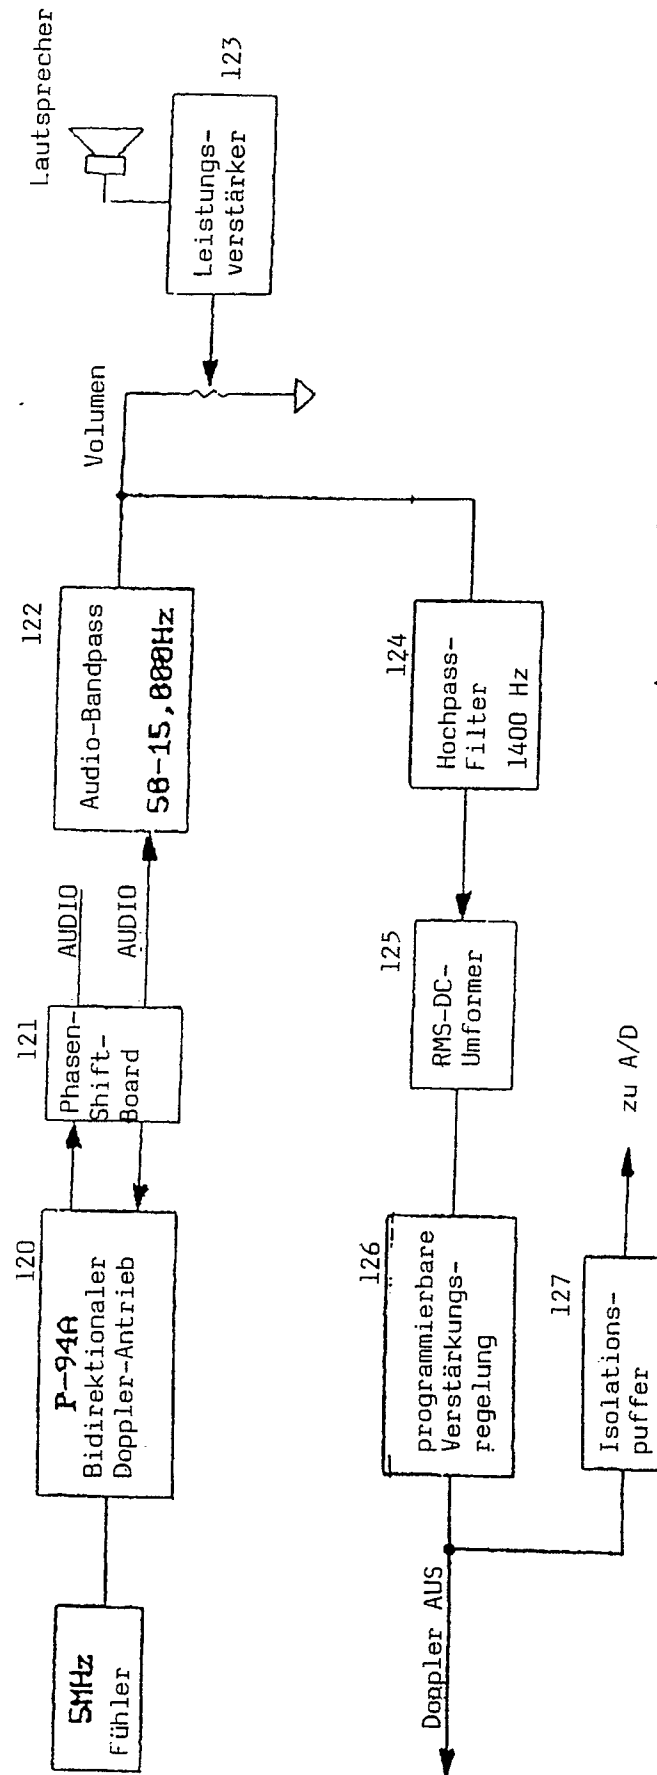 5MHz
Fühler
120
P-94A
Bidirektionaler
Doppler-Antrieb
121
Phasen-
Shift-
Board
AUDIO
AUDIO
122
Audio-Bandpass
50-15,000Hz
Volumen
Lautsprecher
123
Leistungs-
verstärker
124
Hochpass-
Filter
1400 Hz
125
RMS-DC-
Umformer
126
programmierbare
Verstärkungs-
regelung
Doppler AUS
127
Isolations-
puffer
zu A/D